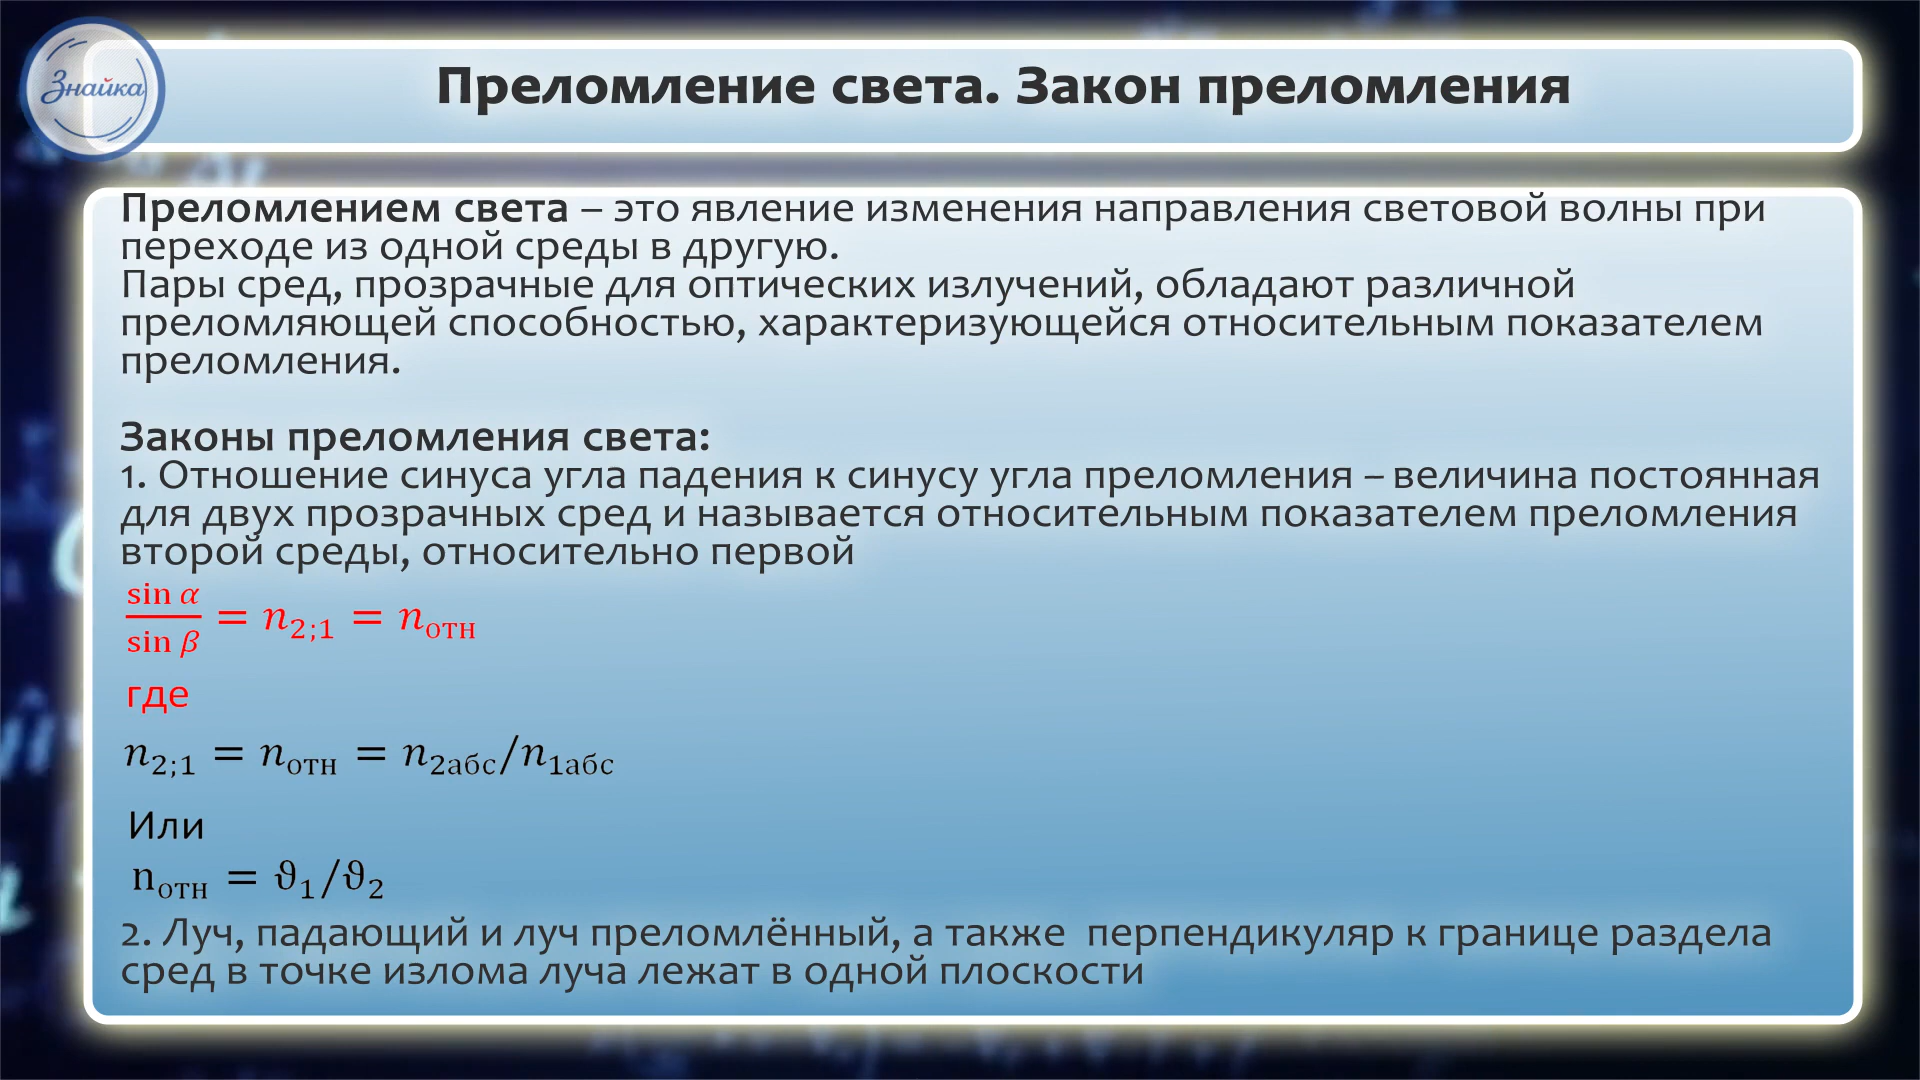 Знайка
Преломление света. Закон преломления
Преломлением света – это явление изменения направления световой волны при
переходе из одной среды в другую.
Пары сред, прозрачные для оптических излучений, обладают различной
преломляющей способностью, характеризующейся относительным показателем
преломления.
Законы преломления света:
1. Отношение синуса угла падения к синусу угла преломления – величина постоянная
для двух прозрачных сред и называется относительным показателем преломления
второй среды, относительно первой
sin α / sin β = n₂;₁ = nотн
где
n₂;₁ = nотн = n₂абс/n₁абс
Или
nотн = ϑ₁/ϑ₂
2. Луч, падающий и луч преломлённый, а также перпендикуляр к границе раздела
сред в точке излома луча лежат в одной плоскости